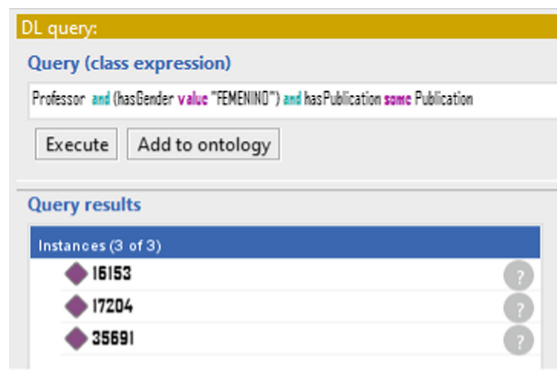 DL query:
Query (class expression)
Professor and (hasGender value "FEMENINO") and hasPublication some Publication
Execute Add to ontology
Query results
Instances (3 of 3)
16153 ?
17204 ?
35691 ?